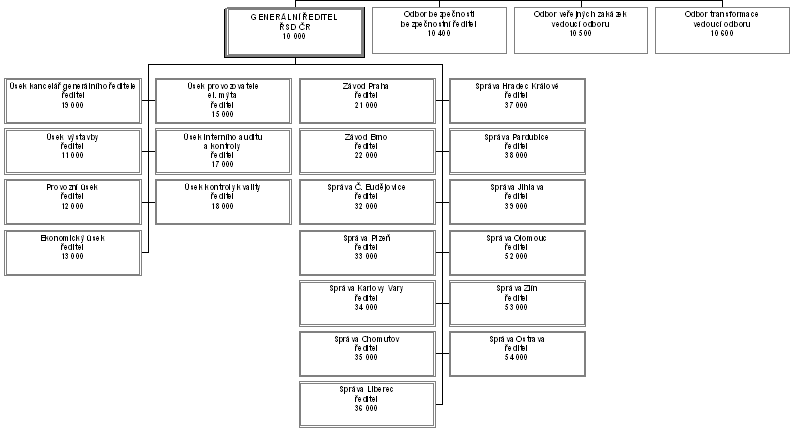 GENERÁLNÍ ŘEDITEL
ŘSD ČR
10 000
Odbor bezpečnosti
bezpečnostní ředitel
10 400
Odbor veřejných zakázek
vedoucí odboru
10 500
Odbor transformace
vedoucí odboru
10 600
Úsek kancelář generálního ředitele
ředitel
19 000
Úsek provozovatele
el. mýta
ředitel
15 000
Závod Praha
ředitel
21 000
Správa Hradec Králové
ředitel
37 000
Úsek výstavby
ředitel
11 000
Úsek interního auditu
a kontroly
ředitel
17 000
Závod Brno
ředitel
22 000
Správa Pardubice
ředitel
38 000
Provozní úsek
ředitel
12 000
Úsek kontroly kvality
ředitel
18 000
Správa Č. Budějovice
ředitel
32 000
Správa Jihlava
ředitel
39 000
Ekonomický úsek
ředitel
13 000
Správa Plzeň
ředitel
33 000
Správa Olomouc
ředitel
52 000
Správa Karlovy Vary
ředitel
34 000
Správa Zlín
ředitel
53 000
Správa Chomutov
ředitel
35 000
Správa Ostrava
ředitel
54 000
Správa Liberec
ředitel
36 000